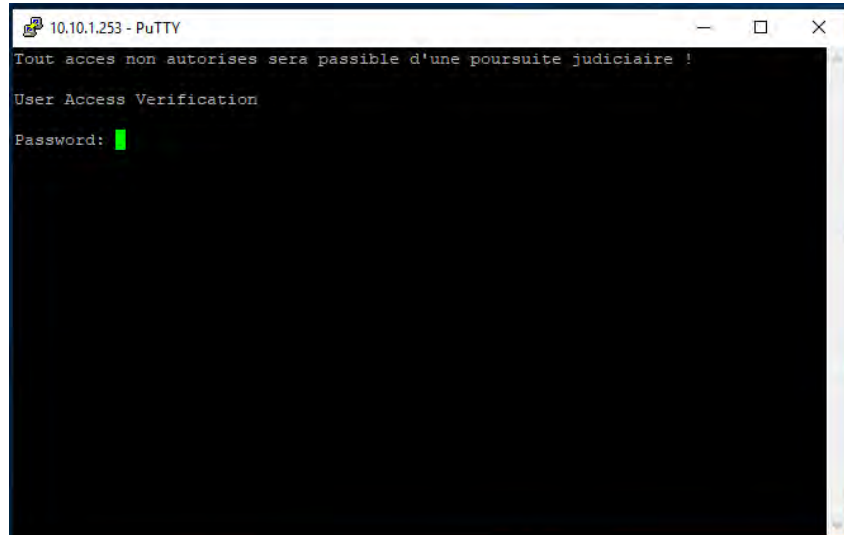 10.10.1.253 - PuTTY
Tout acces non autorises sera passible d'une poursuite judiciaire !
User Access Verification
Password: